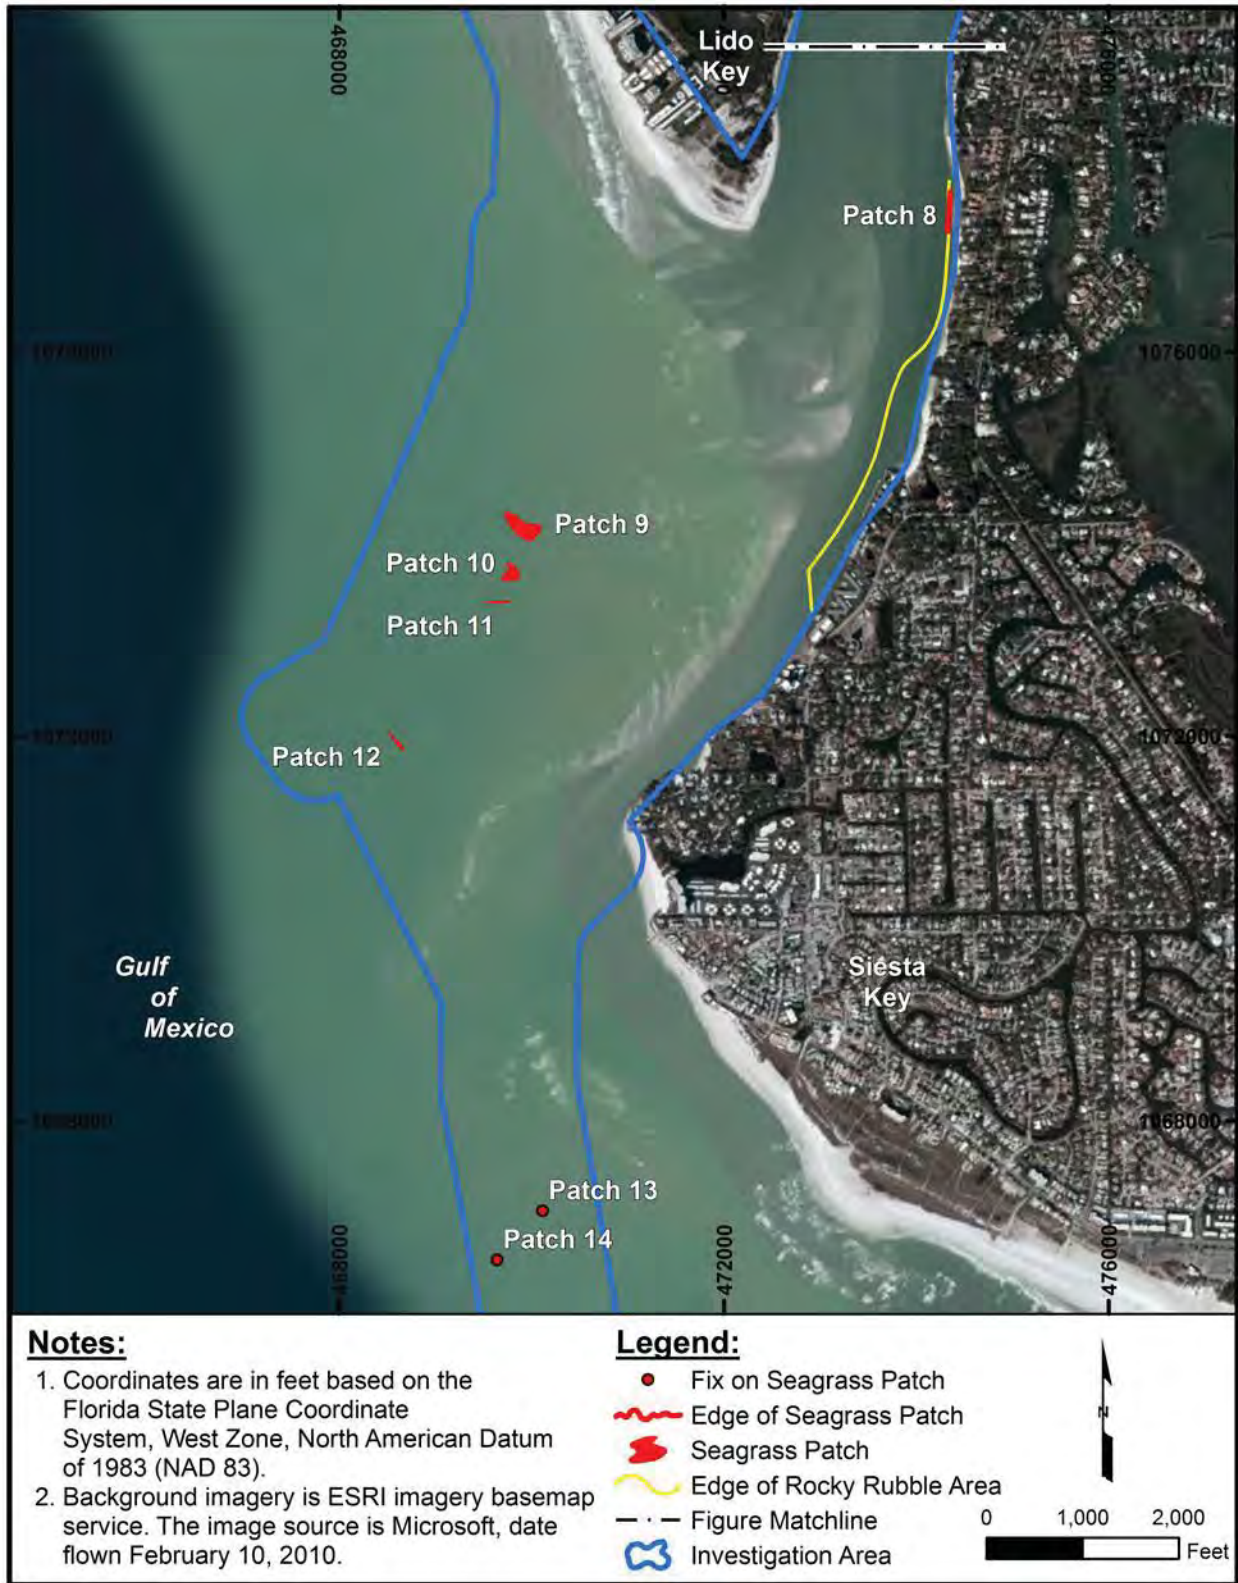 468000
476000
Lido
Key
Patch 8
1076000
1076000
Patch 9
Patch 10
Patch 11
1072000
1072000
Patch 12
Gulf
of
Mexico
Siesta
Key
1068000
1068000
Patch 13
Patch 14
468000
472000
476000
Notes:
1. Coordinates are in feet based on the
Florida State Plane Coordinate
System, West Zone, North American Datum
of 1983 (NAD 83).
2. Background imagery is ESRI imagery basemap
service. The image source is Microsoft, date
flown February 10, 2010.
Legend:
Fix on Seagrass Patch
Edge of Seagrass Patch
Seagrass Patch
Edge of Rocky Rubble Area
Figure Matchline
Investigation Area
N
0 1,000 2,000
Feet